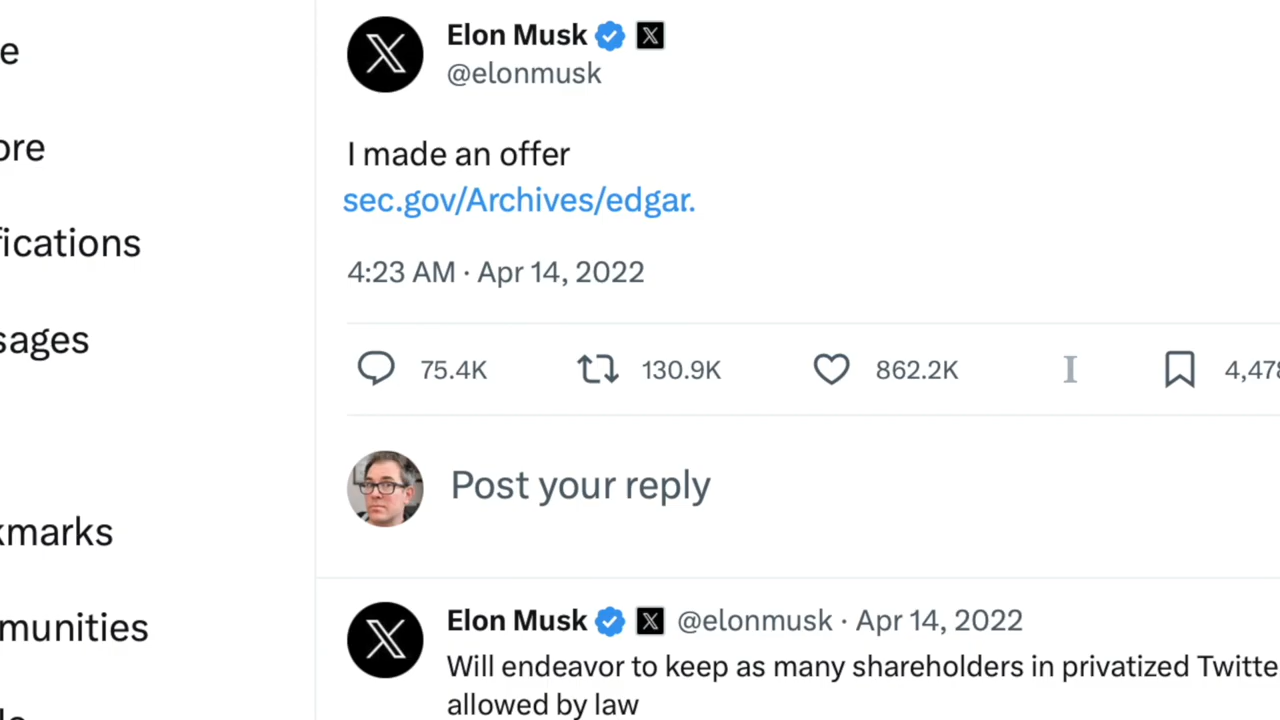 Elon Musk
@elonmusk
I made an offer
sec.gov/Archives/edgar.
4:23 AM · Apr 14, 2022
75.4K 130.9K 862.2K
Post your reply
Elon Musk @elonmusk · Apr 14, 2022
Will endeavor to keep as many shareholders in privatized Twitte
allowed by law
e
ore
fications
sages
kmarks
munities